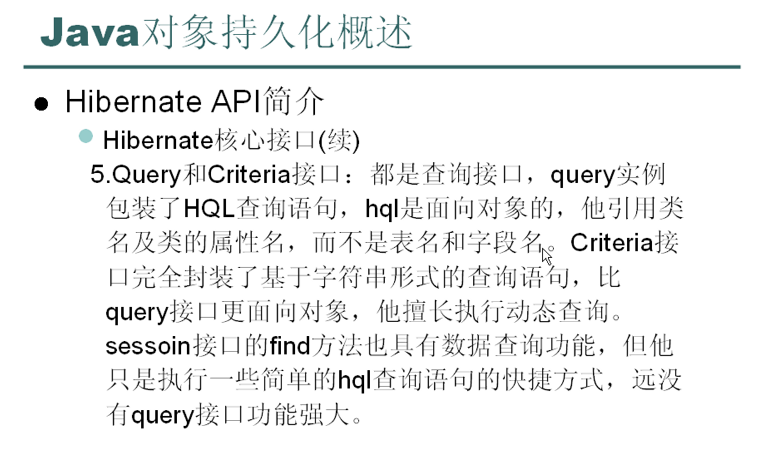 Java对象持久化概述
● Hibernate API简介
● Hibernate核心接口(续)
5.Query和Criteria接口：都是查询接口，query实例
包装了HQL查询语句，hql是面向对象的，他引用类
名及类的属性名，而不是表名和字段名。Criteria接
口完全封装了基于字符串形式的查询语句，比
query接口更面向对象，他擅长执行动态查询。
sessoin接口的find方法也具有数据查询功能，但他
只是执行一些简单的hql查询语句的快捷方式，远没
有query接口功能强大。